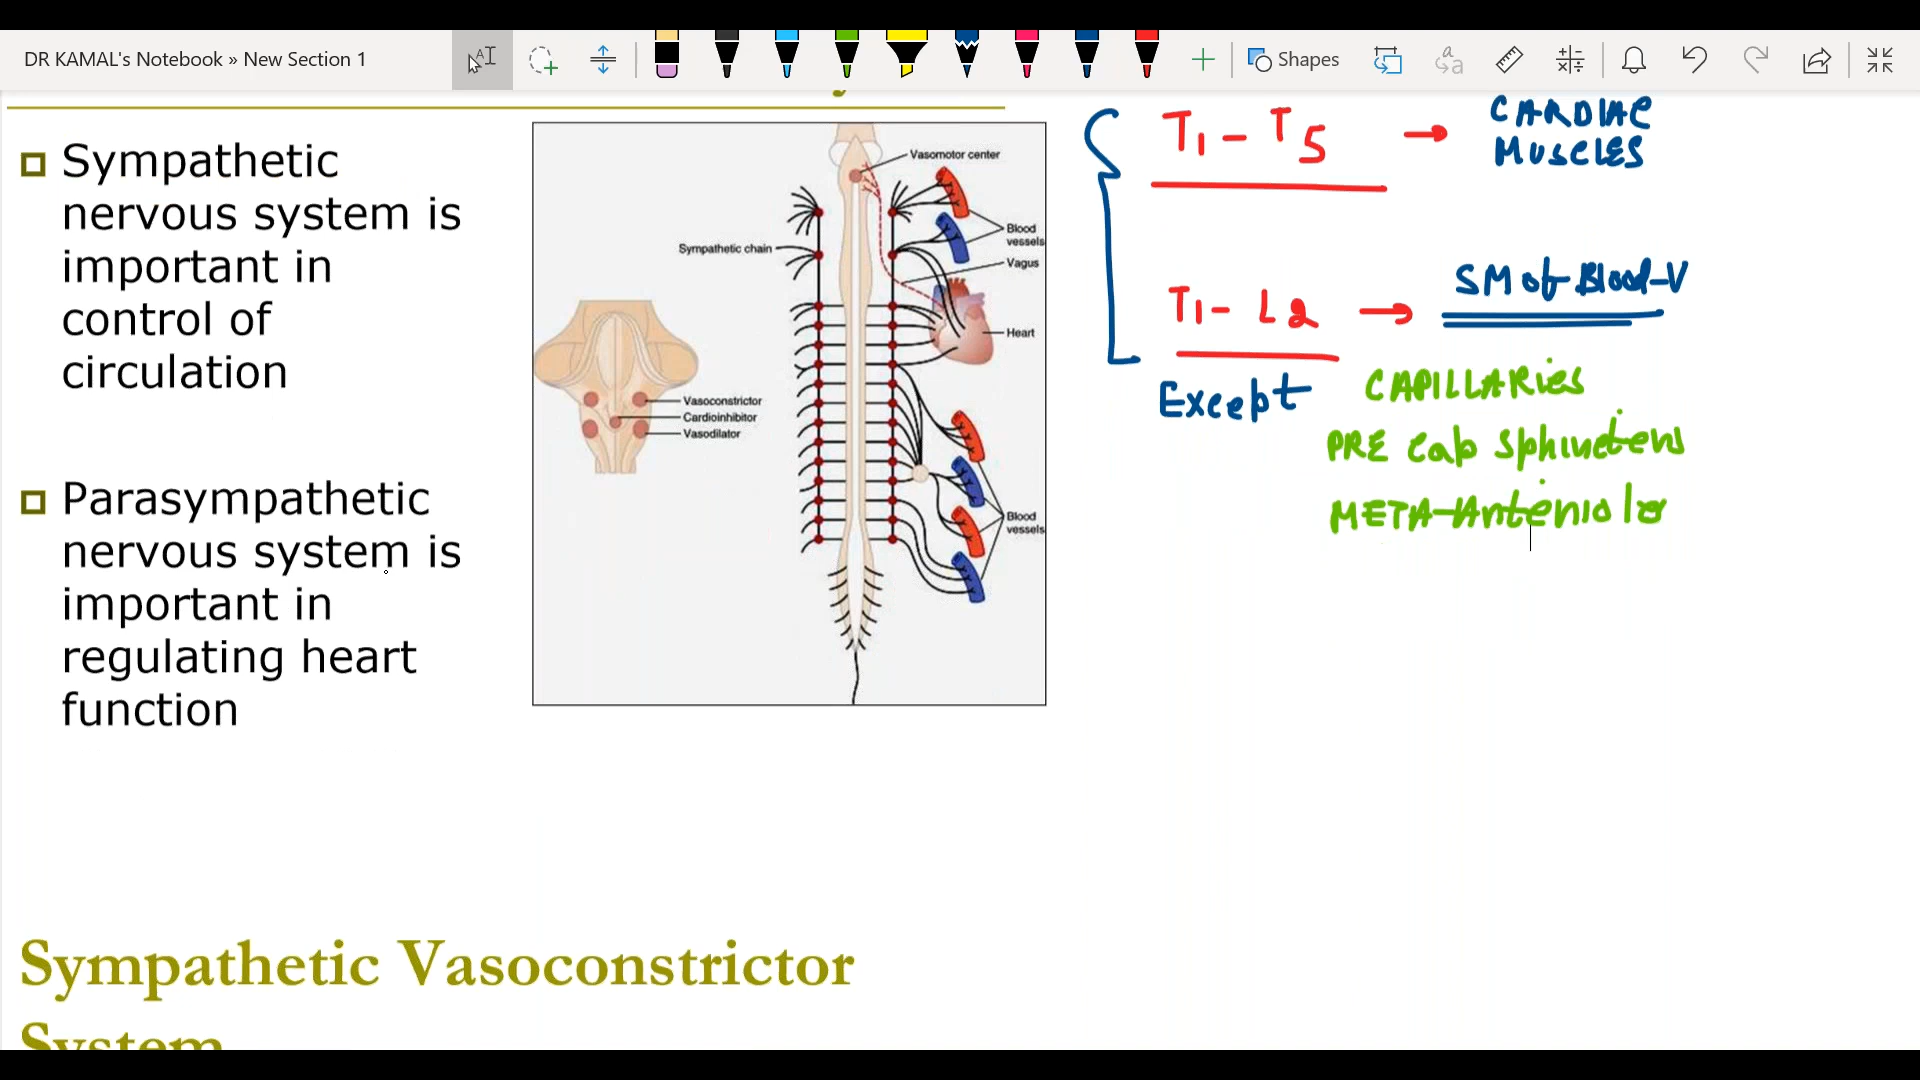 DR KAMAL's Notebook » New Section 1
Shapes
Sympathetic
nervous system is
important in
control of
circulation
Parasympathetic
nervous system is
important in
regulating heart
function
Vasomotor center
Sympathetic chain
Blood
vessels
Vagus
Heart
Vasoconstrictor
Cardioinhibitor
Vasodilator
Blood
vessels
T1 - T5 → CARDIAC
MUSCLES
T1 - L2 → SM of Blood-V
Except CAPILLARIES
PRE Cap Sphincters
META-Arteriole
Sympathetic Vasoconstrictor
System